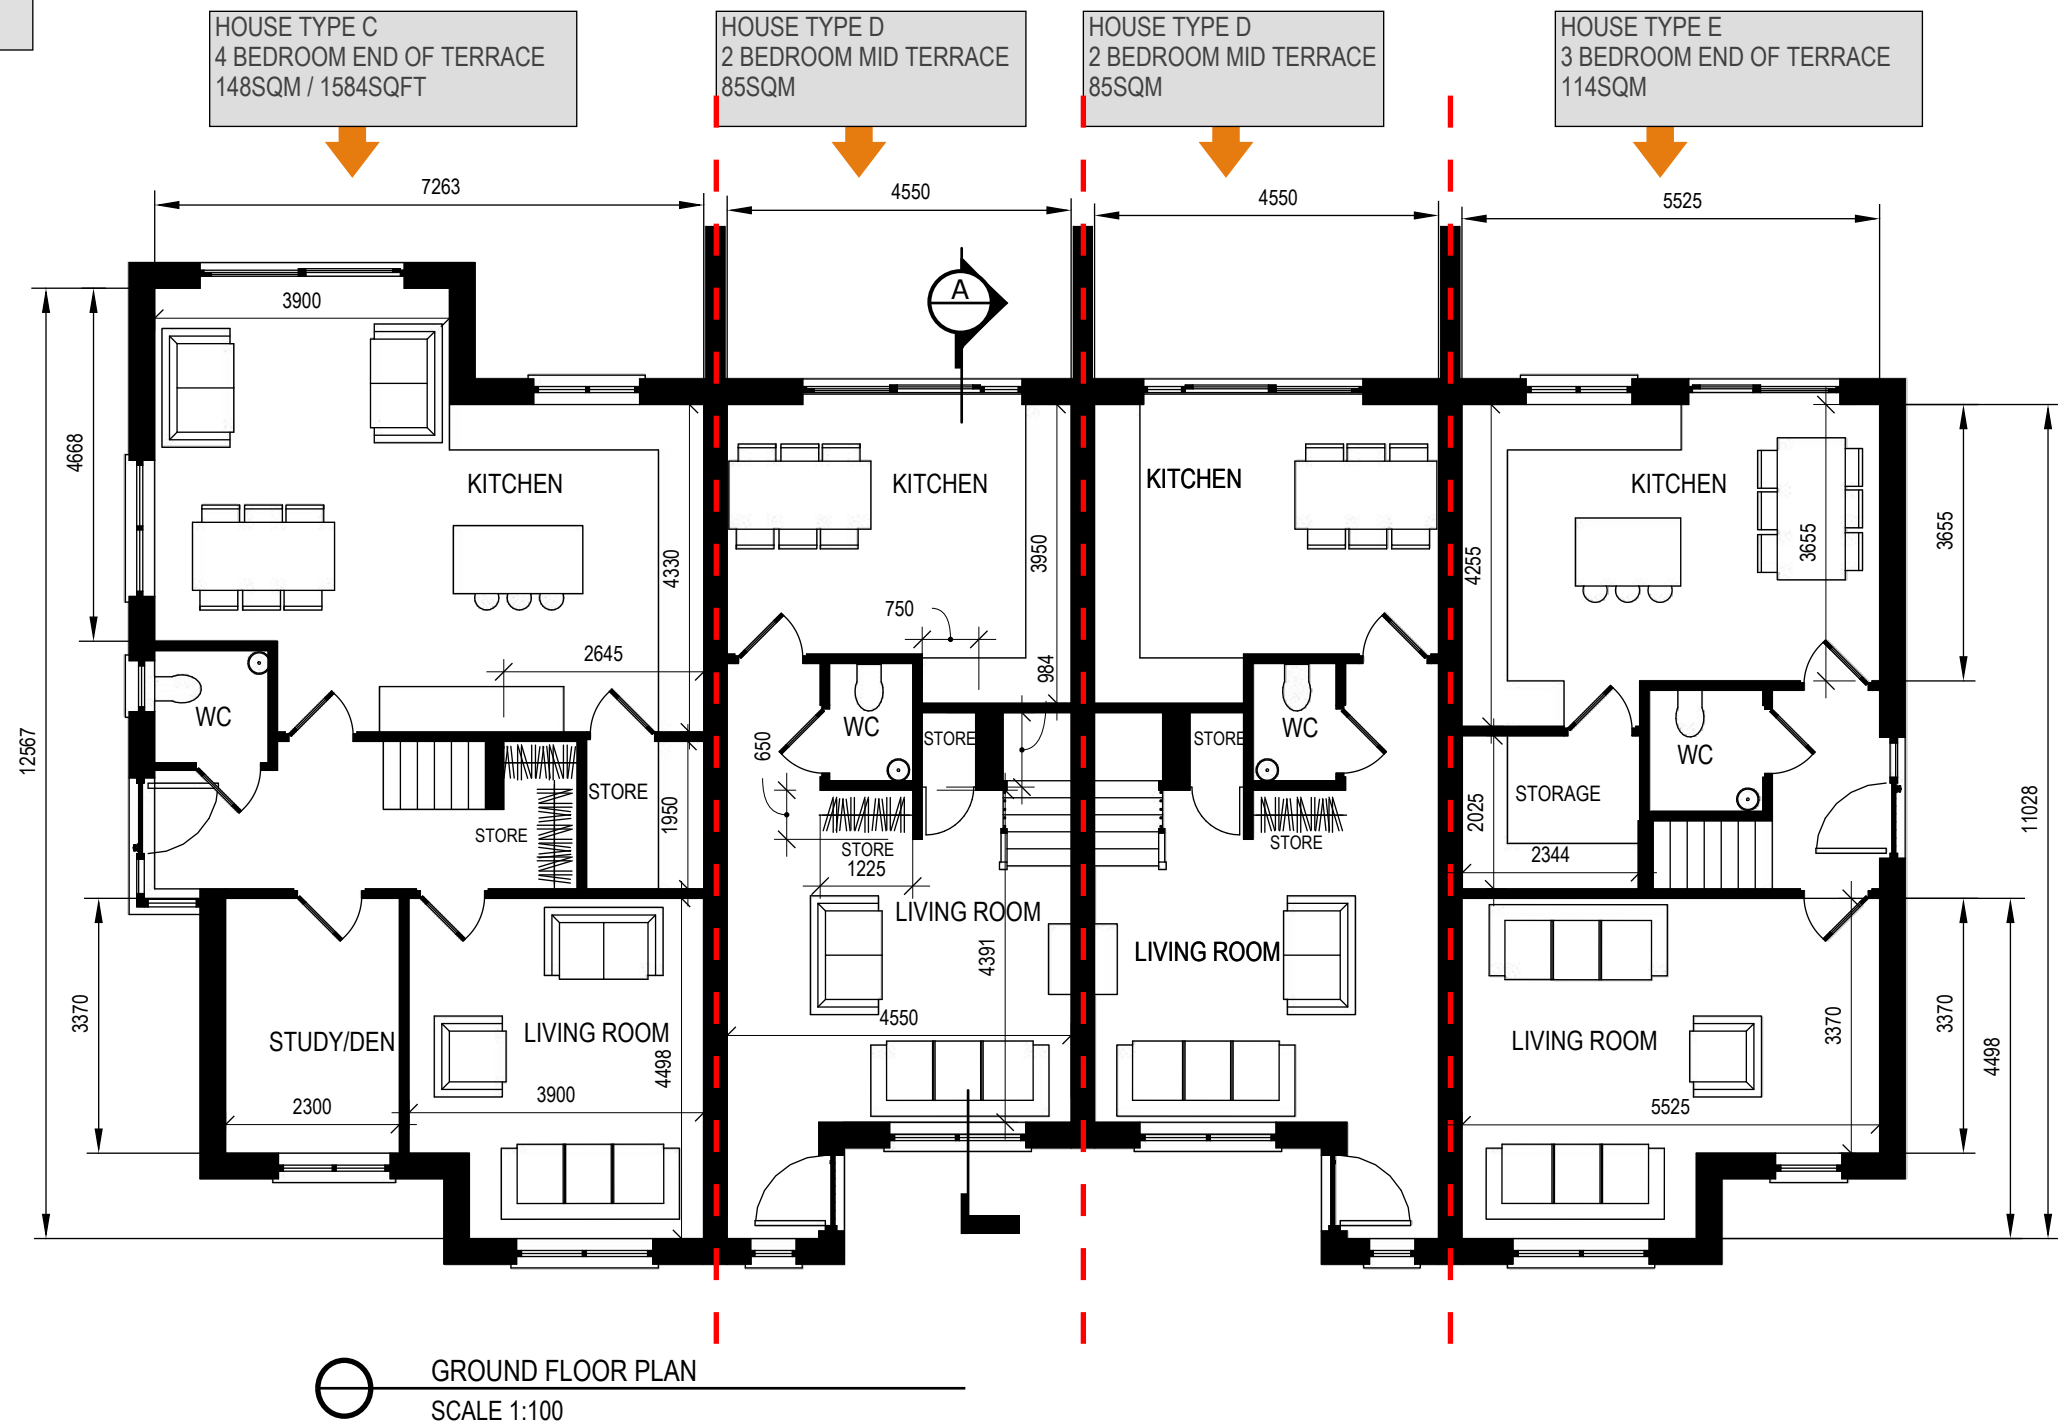 HOUSE TYPE C
4 BEDROOM END OF TERRACE
148SQM / 1584SQFT
HOUSE TYPE D
2 BEDROOM MID TERRACE
85SQM
HOUSE TYPE D
2 BEDROOM MID TERRACE
85SQM
HOUSE TYPE E
3 BEDROOM END OF TERRACE
114SQM
7263
4550
4550
5525
3900
A
4668
KITCHEN
KITCHEN
KITCHEN
KITCHEN
4330
3950
4255
3655
3655
750
2645
984
WC
WC
WC
WC
STORE
STORE
650
12567
STORE
STORE
1950
STORE
1225
STORE
STORAGE
2025
2344
11028
LIVING ROOM
4391
LIVING ROOM
4550
3370
STUDY/DEN
LIVING ROOM
4498
2300
3900
LIVING ROOM
3370
3370
4498
5525
GROUND FLOOR PLAN
SCALE 1:100